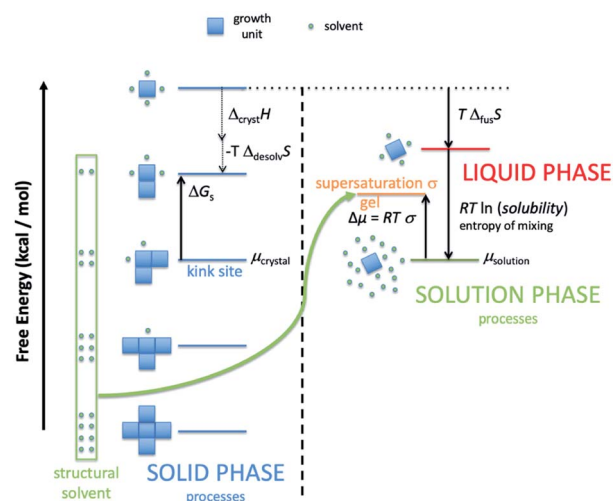 growth
unit
solvent
Free Energy (kcal / mol)
Δcryst H
-T Δdesolv S
ΔGs
μcrystal
kink site
structural
solvent
SOLID PHASE
processes
T Δfus S
LIQUID PHASE
supersaturation σ
gel
Δμ = RT σ
RT ln (solubility)
entropy of mixing
μsolution
SOLUTION PHASE
processes